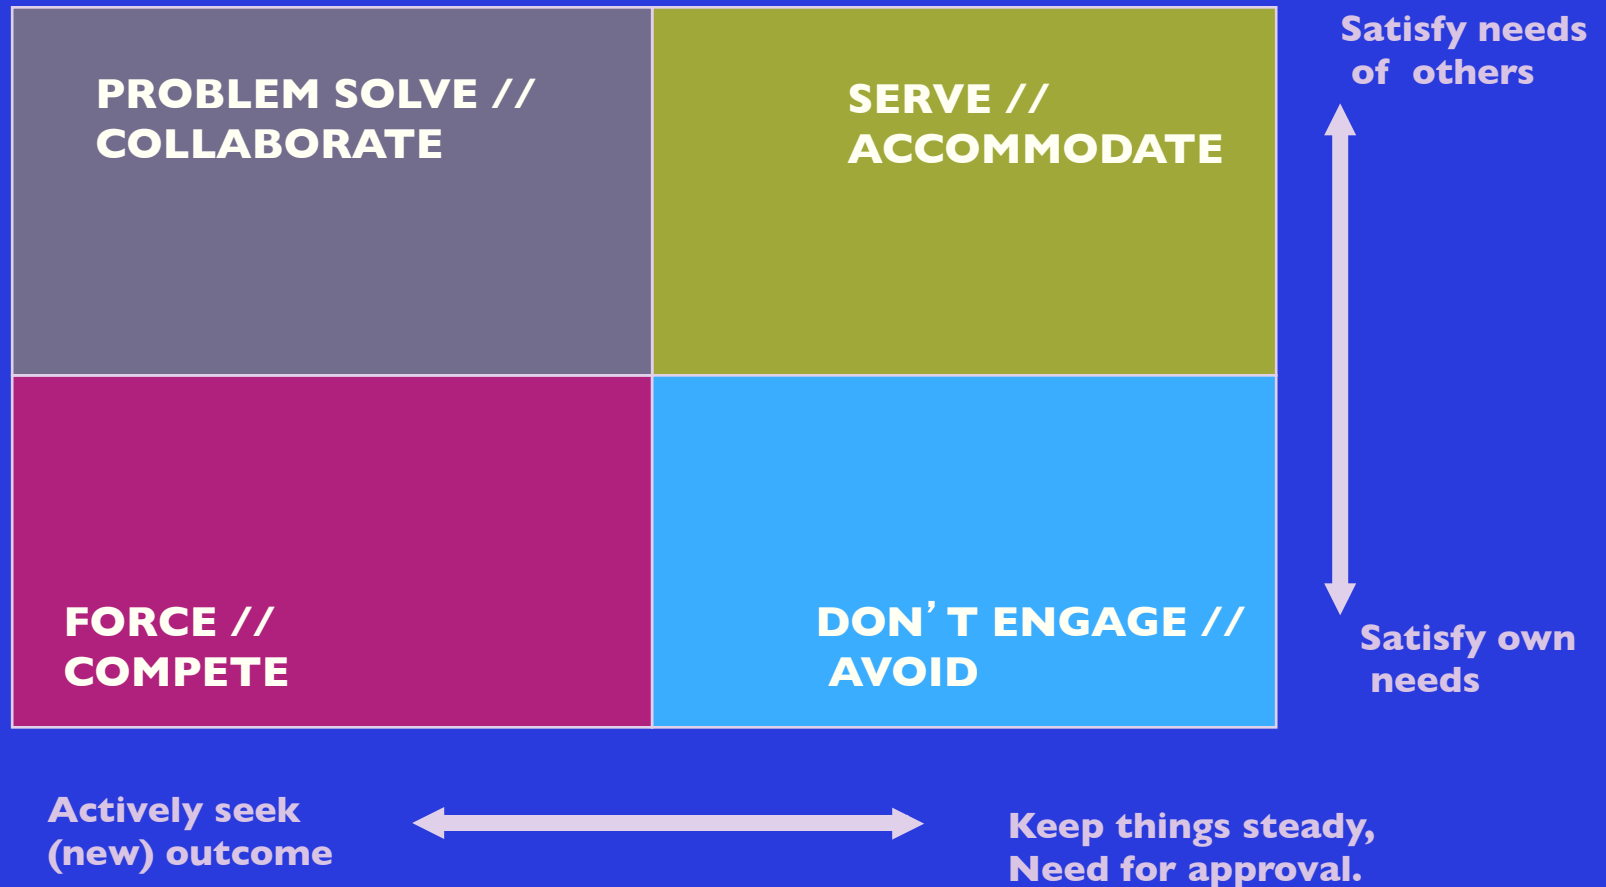 PROBLEM SOLVE //
COLLABORATE
SERVE //
ACCOMMODATE
Satisfy needs
of others
FORCE //
COMPETE
DON’T ENGAGE //
AVOID
Satisfy own
needs
Actively seek
(new) outcome
Keep things steady,
Need for approval.